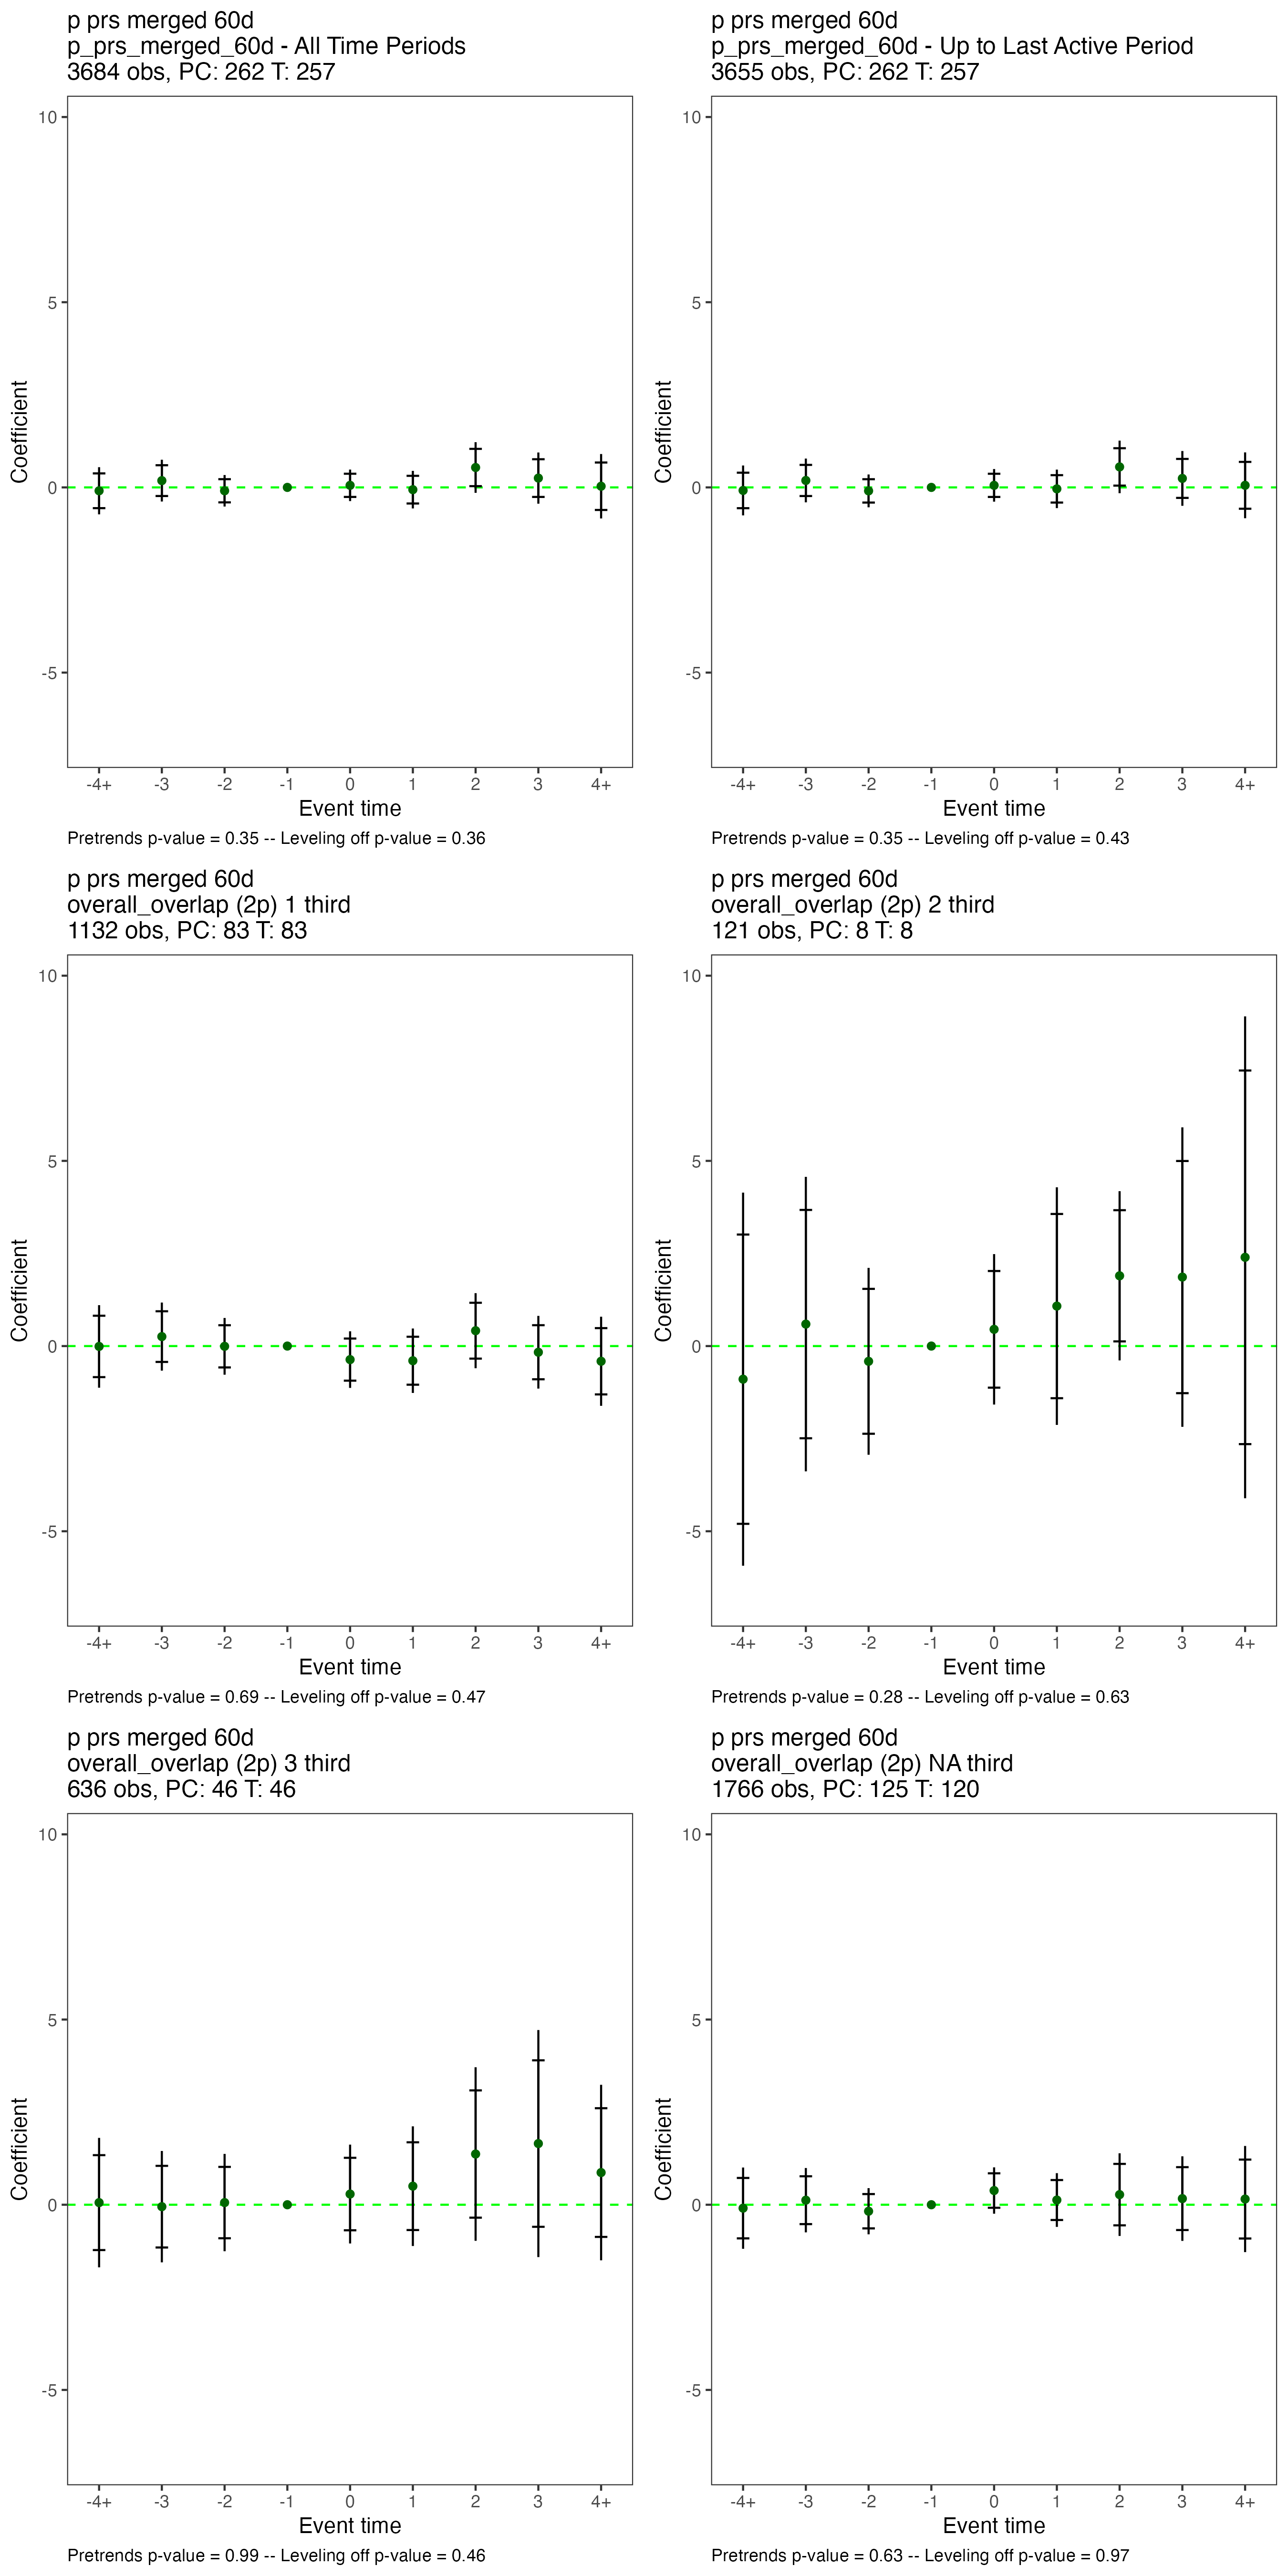 p prs merged 60d
p_prs_merged_60d - All Time Periods
3684 obs, PC: 262 T: 257
10
5
0
-5
Coefficient
-4+ -3 -2 -1 0 1 2 3 4+
Event time
Pretrends p-value = 0.35 -- Leveling off p-value = 0.36
p prs merged 60d
p_prs_merged_60d - Up to Last Active Period
3655 obs, PC: 262 T: 257
10
5
0
-5
Coefficient
-4+ -3 -2 -1 0 1 2 3 4+
Event time
Pretrends p-value = 0.35 -- Leveling off p-value = 0.43
p prs merged 60d
overall_overlap (2p) 1 third
1132 obs, PC: 83 T: 83
10
5
0
-5
Coefficient
-4+ -3 -2 -1 0 1 2 3 4+
Event time
Pretrends p-value = 0.69 -- Leveling off p-value = 0.47
p prs merged 60d
overall_overlap (2p) 2 third
121 obs, PC: 8 T: 8
10
5
0
-5
Coefficient
-4+ -3 -2 -1 0 1 2 3 4+
Event time
Pretrends p-value = 0.28 -- Leveling off p-value = 0.63
p prs merged 60d
overall_overlap (2p) 3 third
636 obs, PC: 46 T: 46
10
5
0
-5
Coefficient
-4+ -3 -2 -1 0 1 2 3 4+
Event time
Pretrends p-value = 0.99 -- Leveling off p-value = 0.46
p prs merged 60d
overall_overlap (2p) NA third
1766 obs, PC: 125 T: 120
10
5
0
-5
Coefficient
-4+ -3 -2 -1 0 1 2 3 4+
Event time
Pretrends p-value = 0.63 -- Leveling off p-value = 0.97